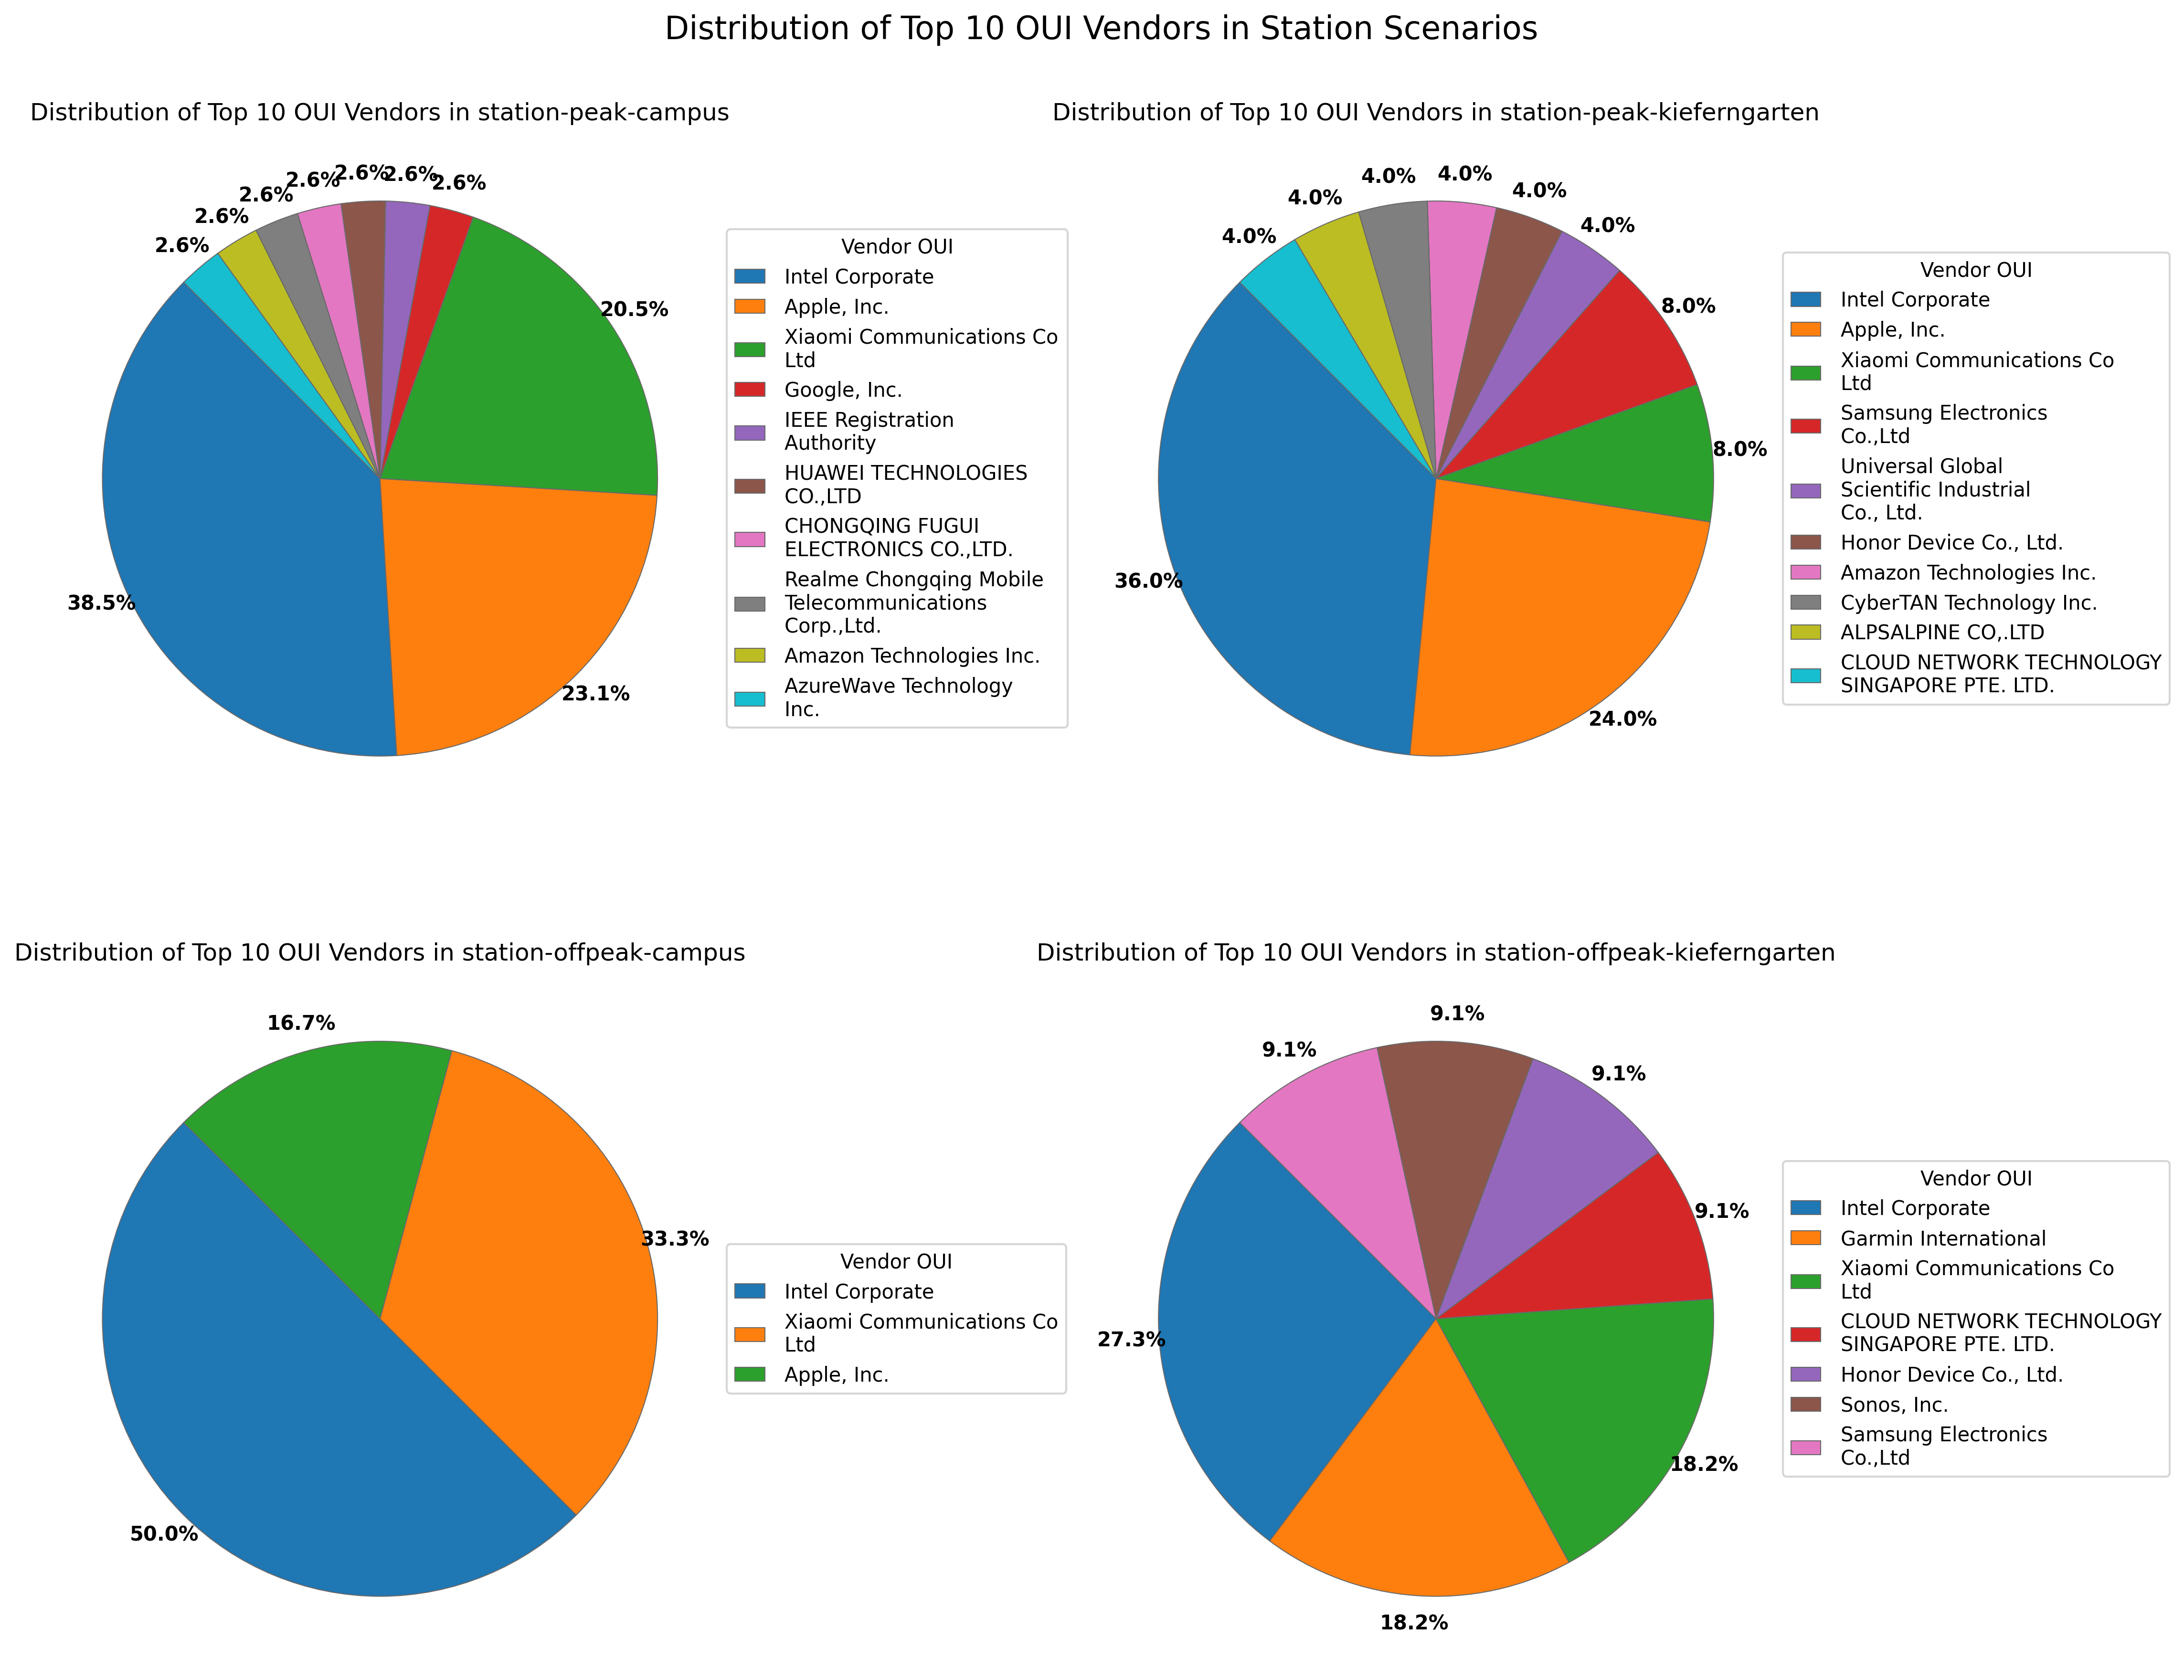 Distribution of Top 10 OUI Vendors in Station Scenarios
Distribution of Top 10 OUI Vendors in station-peak-campus
2.6%
2.6%
2.6%
2.6%
2.6%
2.6%
2.6%
20.5%
38.5%
23.1%
Vendor OUI
Intel Corporate
Apple, Inc.
Xiaomi Communications Co
Ltd
Google, Inc.
IEEE Registration
Authority
HUAWEI TECHNOLOGIES
CO.,LTD
CHONGQING FUGUI
ELECTRONICS CO.,LTD.
Realme Chongqing Mobile
Telecommunications
Corp.,Ltd.
Amazon Technologies Inc.
AzureWave Technology
Inc.
Distribution of Top 10 OUI Vendors in station-peak-kieferngarten
4.0%
4.0%
4.0%
4.0%
4.0%
4.0%
8.0%
8.0%
36.0%
24.0%
Vendor OUI
Intel Corporate
Apple, Inc.
Xiaomi Communications Co
Ltd
Samsung Electronics
Co.,Ltd
Universal Global
Scientific Industrial
Co., Ltd.
Honor Device Co., Ltd.
Amazon Technologies Inc.
CyberTAN Technology Inc.
ALPSALPINE CO,.LTD
CLOUD NETWORK TECHNOLOGY
SINGAPORE PTE. LTD.
Distribution of Top 10 OUI Vendors in station-offpeak-campus
16.7%
33.3%
50.0%
Vendor OUI
Intel Corporate
Xiaomi Communications Co
Ltd
Apple, Inc.
Distribution of Top 10 OUI Vendors in station-offpeak-kieferngarten
9.1%
9.1%
9.1%
9.1%
27.3%
18.2%
18.2%
Vendor OUI
Intel Corporate
Garmin International
Xiaomi Communications Co
Ltd
CLOUD NETWORK TECHNOLOGY
SINGAPORE PTE. LTD.
Honor Device Co., Ltd.
Sonos, Inc.
Samsung Electronics
Co.,Ltd